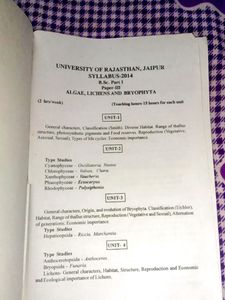 UNIVERSITY OF RAJASTHAN, JAIPUR
SYLLABUS-2014
B.Sc. Part I
Paper-III
ALGAE, LICHENS AND BRYOPHYTA
(2 hrs/week) (Teaching hours 15 hours for each unit
UNIT-1
General characters, Classification (Smith), Diverse Habitat, Range of thallus
structure, photosynthetic pigments and Food reserves. Reproduction (Vegetative,
Asexual, Sexual), Types of life cycles. Economic importance
UNIT-2
Type Studies
Cyanophyceae - Oscillatoria, Nostoc
Chlorophyceae - Volvox, Chara
Xanthophyceae - Vaucheria
Phaeophyceae - Ectocarpus
Rhodophyceae - Polysiphonia
UNIT-3
General characters, Origin, and evolution of Bryophyta. Classification (Eichler),
Habitat, Range of thallus structure, Reproduction (Vegetative and Sexual), Alternation
of generations; Economic importance
Type Studies
Hepaticopsida - Riccia, Marchantia
UNIT- 4
Type Studies
Anthocerotopsida - Anthoceros.
Bryopsida - Funaria
Lichens- General characters, Habitat, Structure, Reproduction and Economic
and Ecological importance of Lichens.